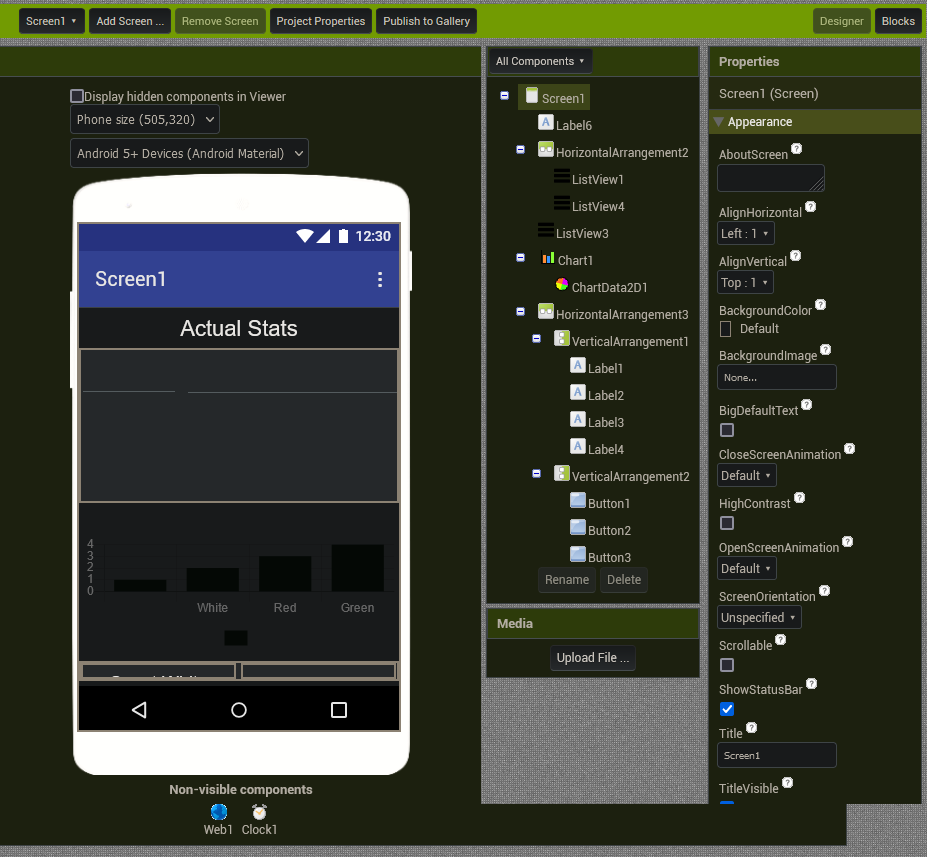 Screen1 Add Screen ... Remove Screen Project Properties Publish to Gallery Designer Blocks
Display hidden components in Viewer
Phone size (505,320)
Android 5+ Devices (Android Material)
12:30
Screen1
Actual Stats
4
3
2
1
0
White Red Green
Non-visible components
Web1 Clock1
All Components
Screen1
Label6
HorizontalArrangement2
ListView1
ListView4
ListView3
Chart1
ChartData2D1
HorizontalArrangement3
VerticalArrangement1
Label1
Label2
Label3
Label4
VerticalArrangement2
Button1
Button2
Button3
Rename Delete
Media
Upload File ...
Properties
Screen1 (Screen)
Appearance
AboutScreen ?
AlignHorizontal ?
Left : 1
AlignVertical ?
Top : 1
BackgroundColor ?
Default
BackgroundImage ?
None...
BigDefaultText ?
CloseScreenAnimation ?
Default
HighContrast ?
OpenScreenAnimation ?
Default
ScreenOrientation ?
Unspecified
Scrollable ?
ShowStatusBar ?
Title ?
Screen1
TitleVisible ?